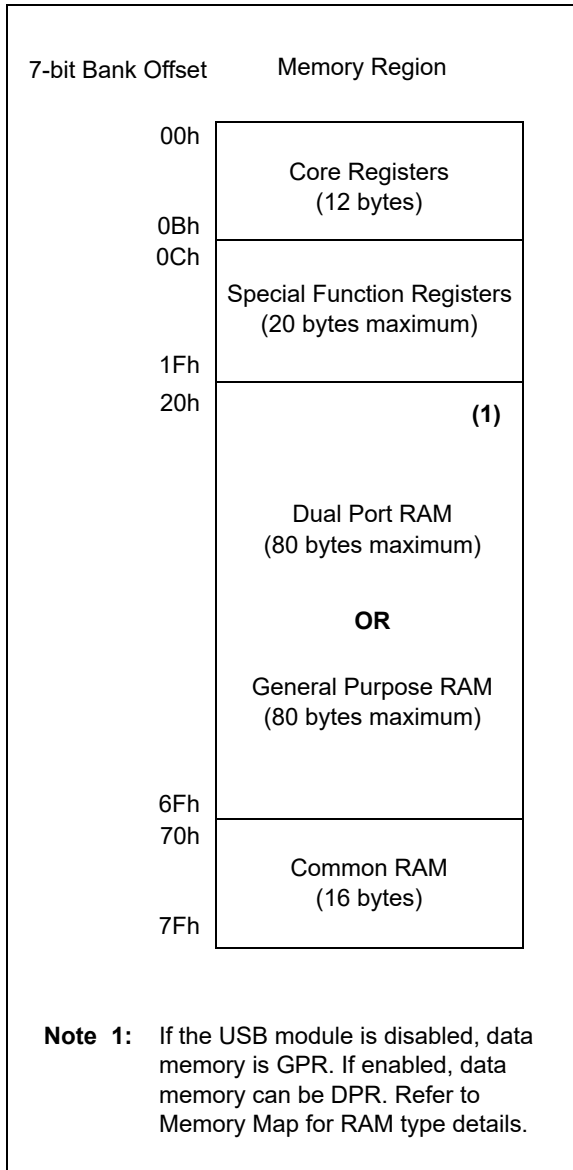 7-bit Bank Offset Memory Region
00h
Core Registers
(12 bytes)
0Bh
0Ch
Special Function Registers
(20 bytes maximum)
1Fh
20h
(1)
Dual Port RAM
(80 bytes maximum)
OR
General Purpose RAM
(80 bytes maximum)
6Fh
70h
Common RAM
(16 bytes)
7Fh
Note 1: If the USB module is disabled, data
memory is GPR. If enabled, data
memory can be DPR. Refer to
Memory Map for RAM type details.